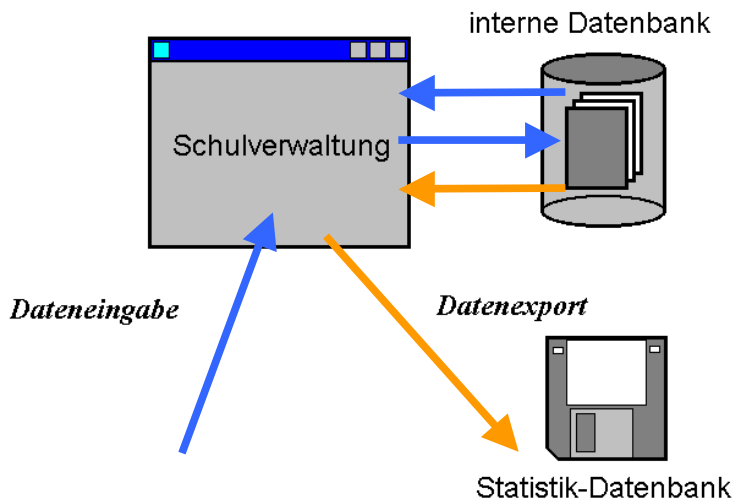 interne Datenbank
Schulverwaltung
Dateneingabe
Datenexport
Statistik-Datenbank